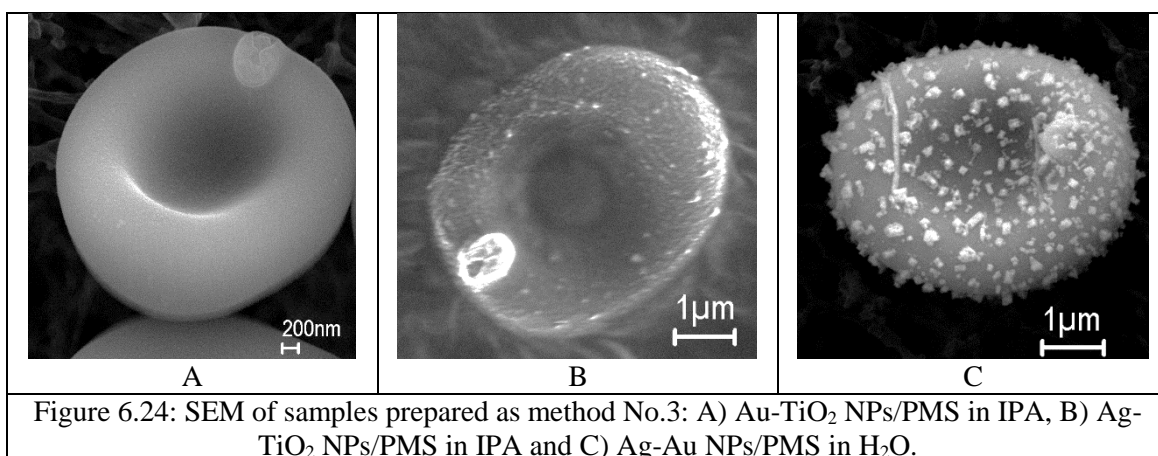 200nm
1µm
1µm
A B C
Figure 6.24: SEM of samples prepared as method No.3: A) Au-TiO₂ NPs/PMS in IPA, B) Ag-
TiO₂ NPs/PMS in IPA and C) Ag-Au NPs/PMS in H₂O.